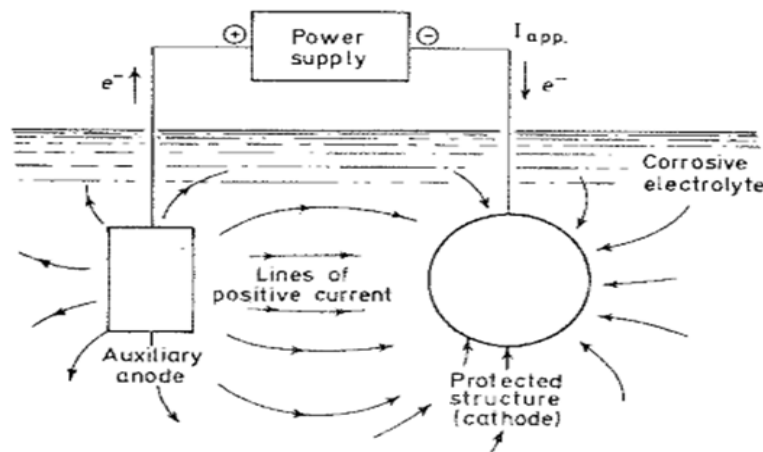 ⊕ Power supply ⊖
I app.
e⁻
e⁻
Corrosive
electrolyte
Lines of
positive current
Auxiliary
anode
Protected
structure
(cathode)